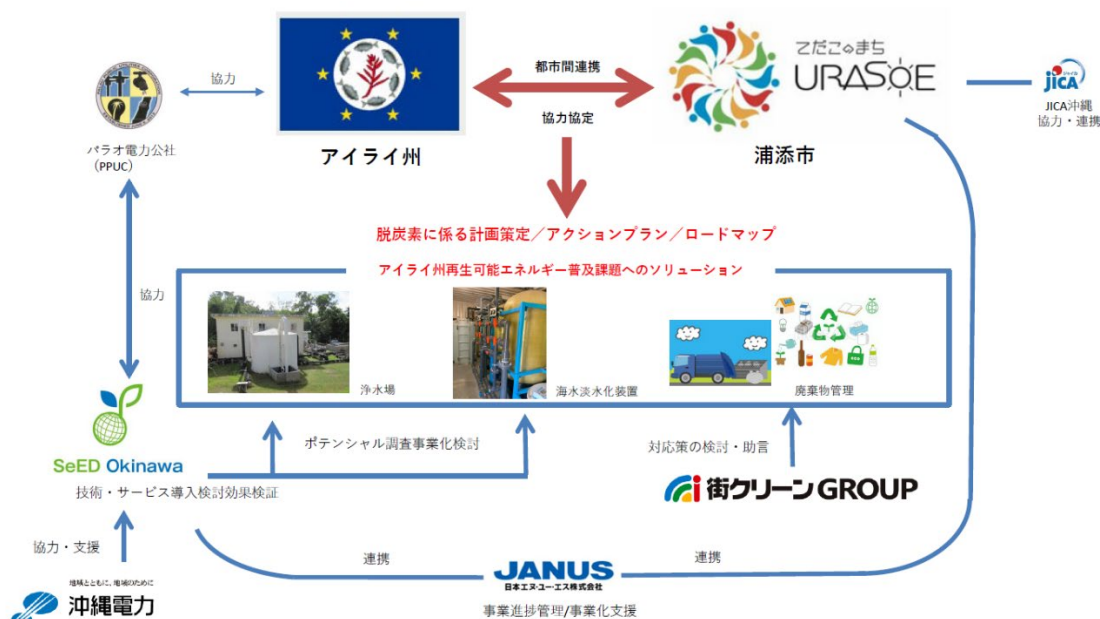 協力
パラオ電力公社
（PPUC）
アイライ州
都市間連携
協力協定
てだこのまち
URASOE
浦添市
JICA
JICA沖縄
協力・連携
脱炭素に係る計画策定／アクションプラン／ロードマップ
アイライ州再生可能エネルギー普及課題へのソリューション
協力
浄水場
海水淡水化装置
廃棄物管理
ポテンシャル調査事業化検討
対応策の検討・助言
SeED Okinawa
技術・サービス導入検討効果検証
街クリーンGROUP
協力・支援
地域とともに、地域のために
沖縄電力
連携
JANUS
日本エヌ・ユー・エス株式会社
連携
事業進捗管理/事業化支援